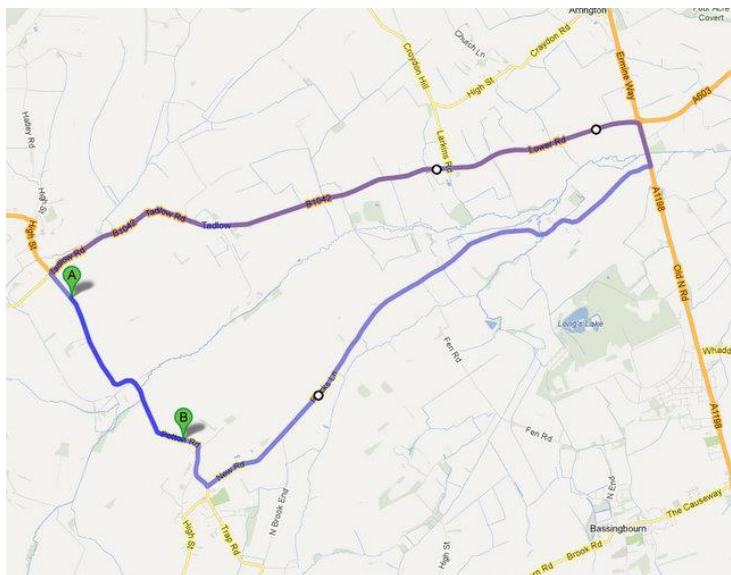 Arrington
Four Acre
Covert
Church Ln
Croydon Rd
Croydon Hill
High St
Ermine Way
A603
Hatley Rd
Larkins Rd
Lower Rd
High St
B1042
Tadlow Rd
Tadlow
B1042
High St
Tadlow Rd
A
A1198
Old N Rd
Long's Lake
Fen Rd
Whadd
B
Potton Rd
New Rd
Fen Rd
A1198
N Brook End
N End
High St
Trap Rd
The Causeway
Bassingbourn
High St
rn Rd
Brook Rd